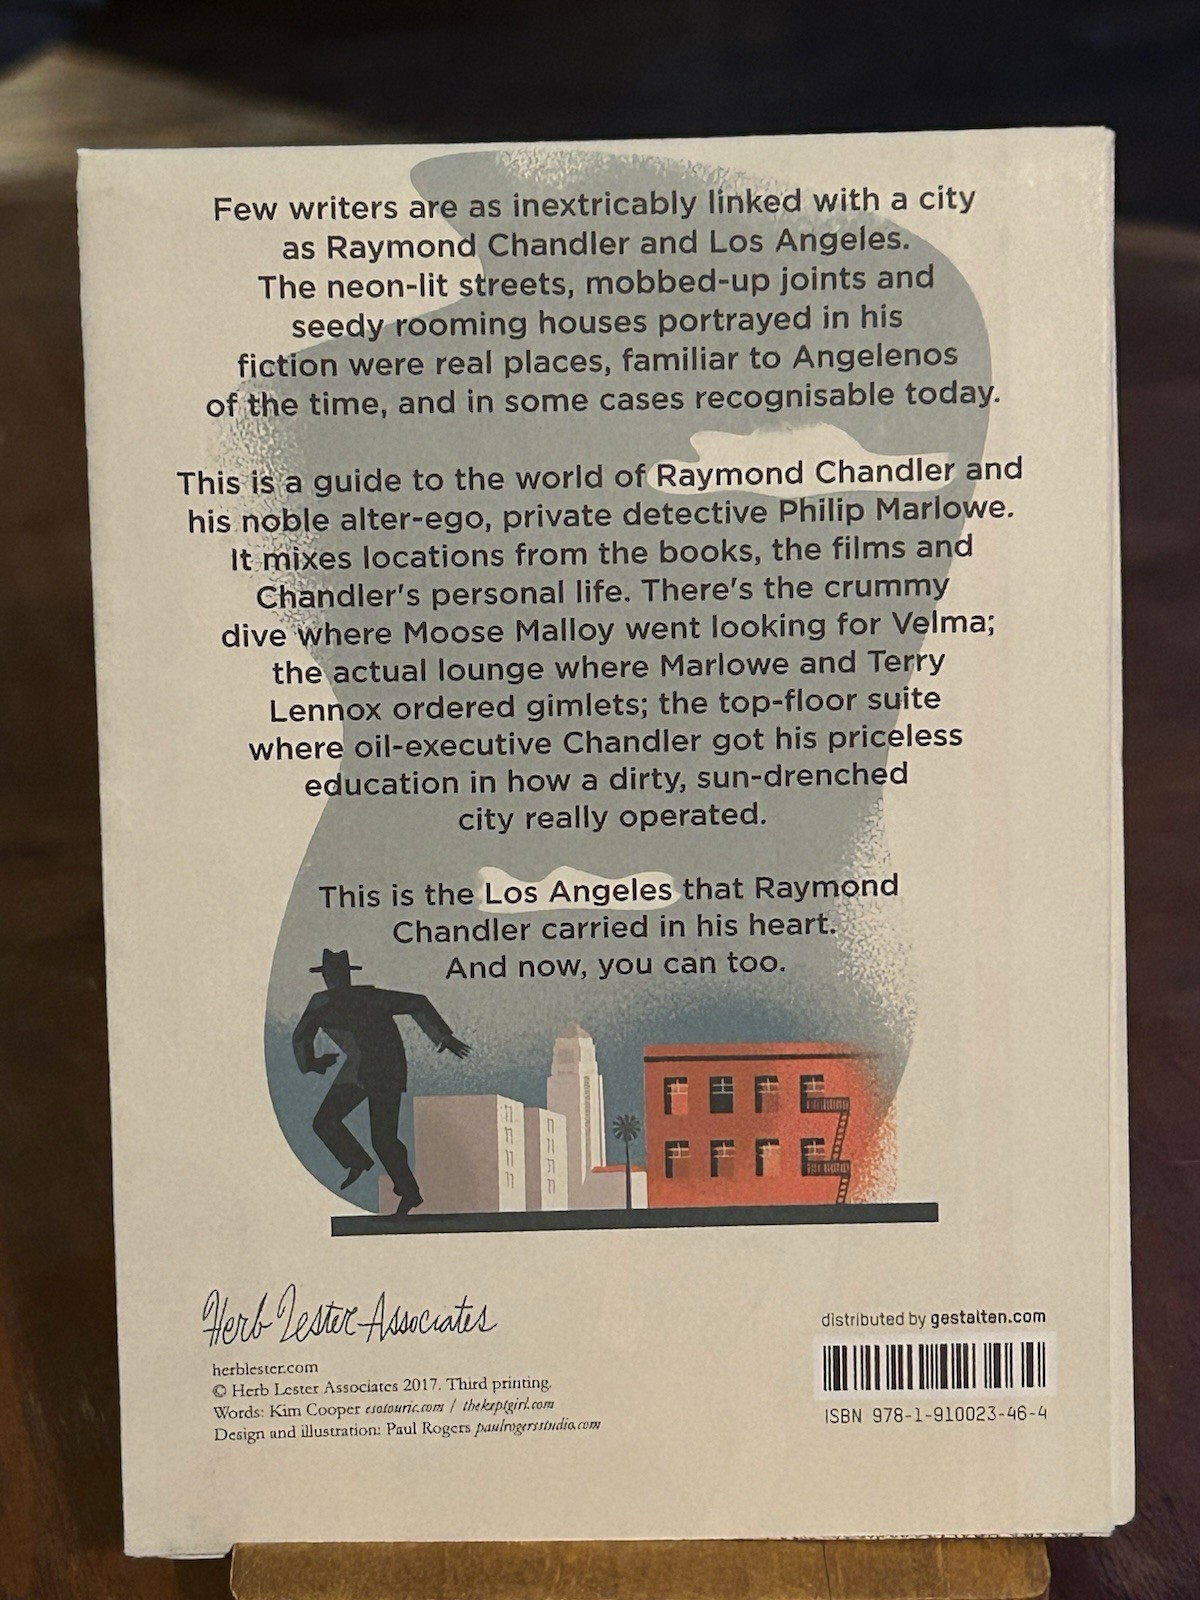 Few writers are as inextricably linked with a city
as Raymond Chandler and Los Angeles.
The neon-lit streets, mobbed-up joints and
seedy rooming houses portrayed in his
fiction were real places, familiar to Angelenos
of the time, and in some cases recognisable today.
This is a guide to the world of Raymond Chandler and
his noble alter-ego, private detective Philip Marlowe.
It mixes locations from the books, the films and
Chandler's personal life. There's the crummy
dive where Moose Malloy went looking for Velma;
the actual lounge where Marlowe and Terry
Lennox ordered gimlets; the top-floor suite
where oil-executive Chandler got his priceless
education in how a dirty, sun-drenched
city really operated.
This is the Los Angeles that Raymond
Chandler carried in his heart.
And now, you can too.
Herb Lester Associates
herblester.com
© Herb Lester Associates 2017. Third printing.
Words: Kim Cooper esotouric.com / thekeptgirl.com
Design and illustration: Paul Rogers paulrogersstudio.com
distributed by gestalten.com
ISBN 978-1-910023-46-4